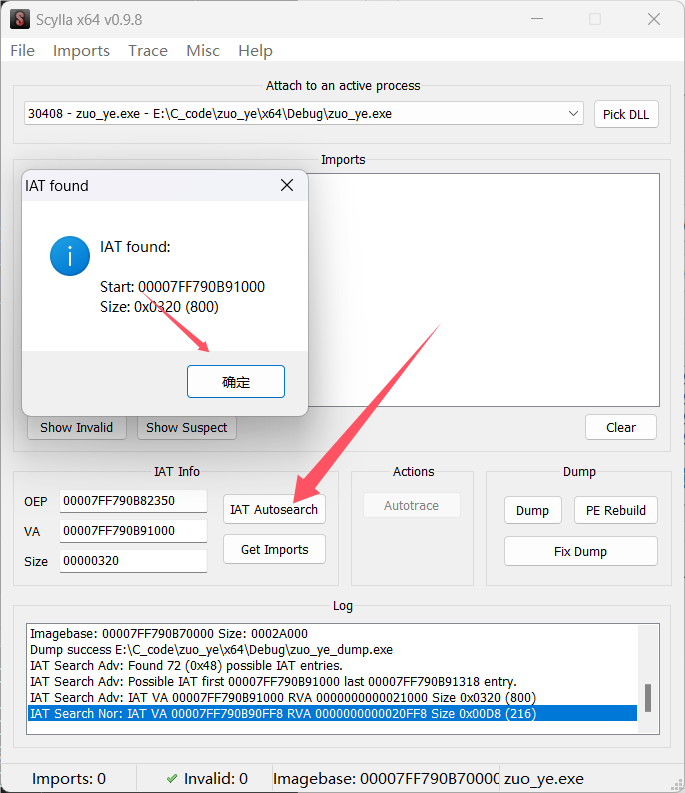 Scylla x64 v0.9.8
File Imports Trace Misc Help
Attach to an active process
30408 - zuo_ye.exe - E:\C_code\zuo_ye\x64\Debug\zuo_ye.exe
Pick DLL
Imports
IAT found
IAT found:
Start: 00007FF790B91000
Size: 0x0320 (800)
确定
Show Invalid Show Suspect Clear
IAT Info
OEP 00007FF790B82350
VA 00007FF790B91000
Size 00000320
IAT Autosearch
Get Imports
Actions
Autotrace
Dump
Dump PE Rebuild
Fix Dump
Log
Imagebase: 00007FF790B70000 Size: 0002A000
Dump success E:\C_code\zuo_ye\x64\Debug\zuo_ye_dump.exe
IAT Search Adv: Found 72 (0x48) possible IAT entries.
IAT Search Adv: Possible IAT first 00007FF790B91000 last 00007FF790B91318 entry.
IAT Search Adv: IAT VA 00007FF790B91000 RVA 0000000000021000 Size 0x0320 (800)
IAT Search Nor: IAT VA 00007FF790B90FF8 RVA 0000000000020FF8 Size 0x00D8 (216)
Imports: 0 Invalid: 0 Imagebase: 00007FF790B70000 zuo_ye.exe